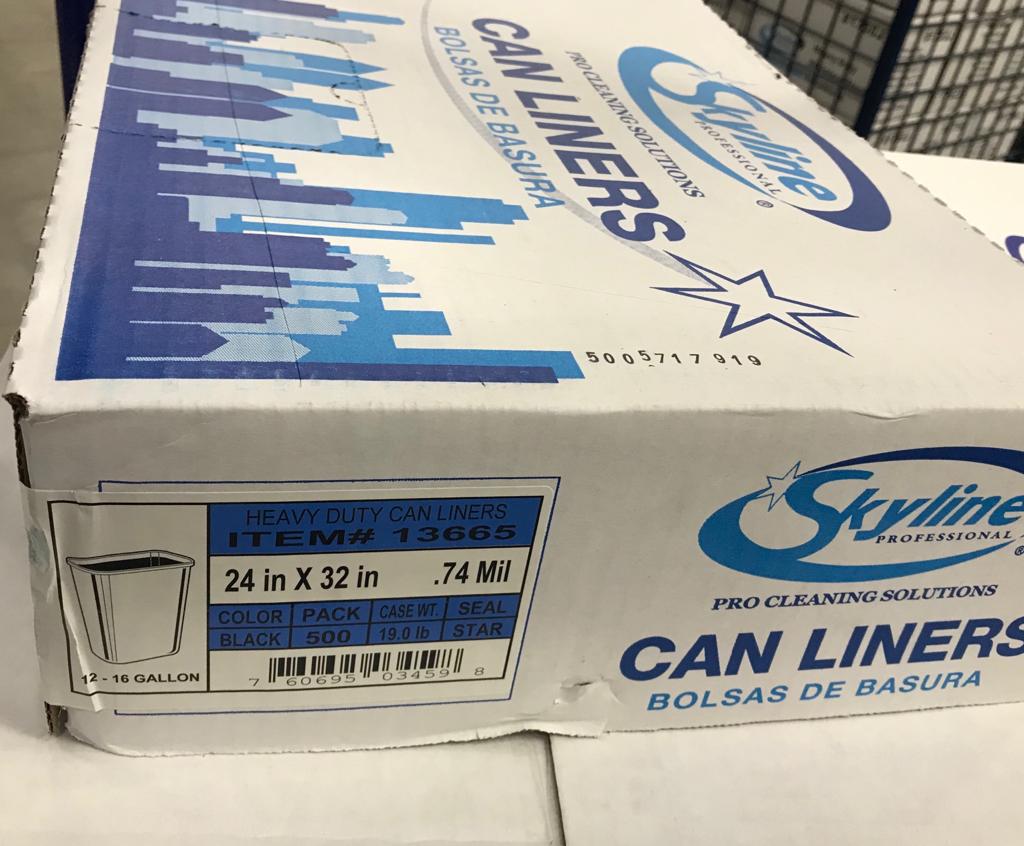 Skyline
PROFESSIONAL ®
PRO CLEANING SOLUTIONS
CAN LINERS
BOLSAS DE BASURA
5005717919
HEAVY DUTY CAN LINERS
ITEM# 13665
24 in X 32 in .74 Mil
COLOR PACK CASE WT. SEAL
BLACK 500 19.0 lb STAR
7 60695 03459 8
12 - 16 GALLON
Skyline
PROFESSIONAL ®
PRO CLEANING SOLUTIONS
CAN LINERS
BOLSAS DE BASURA